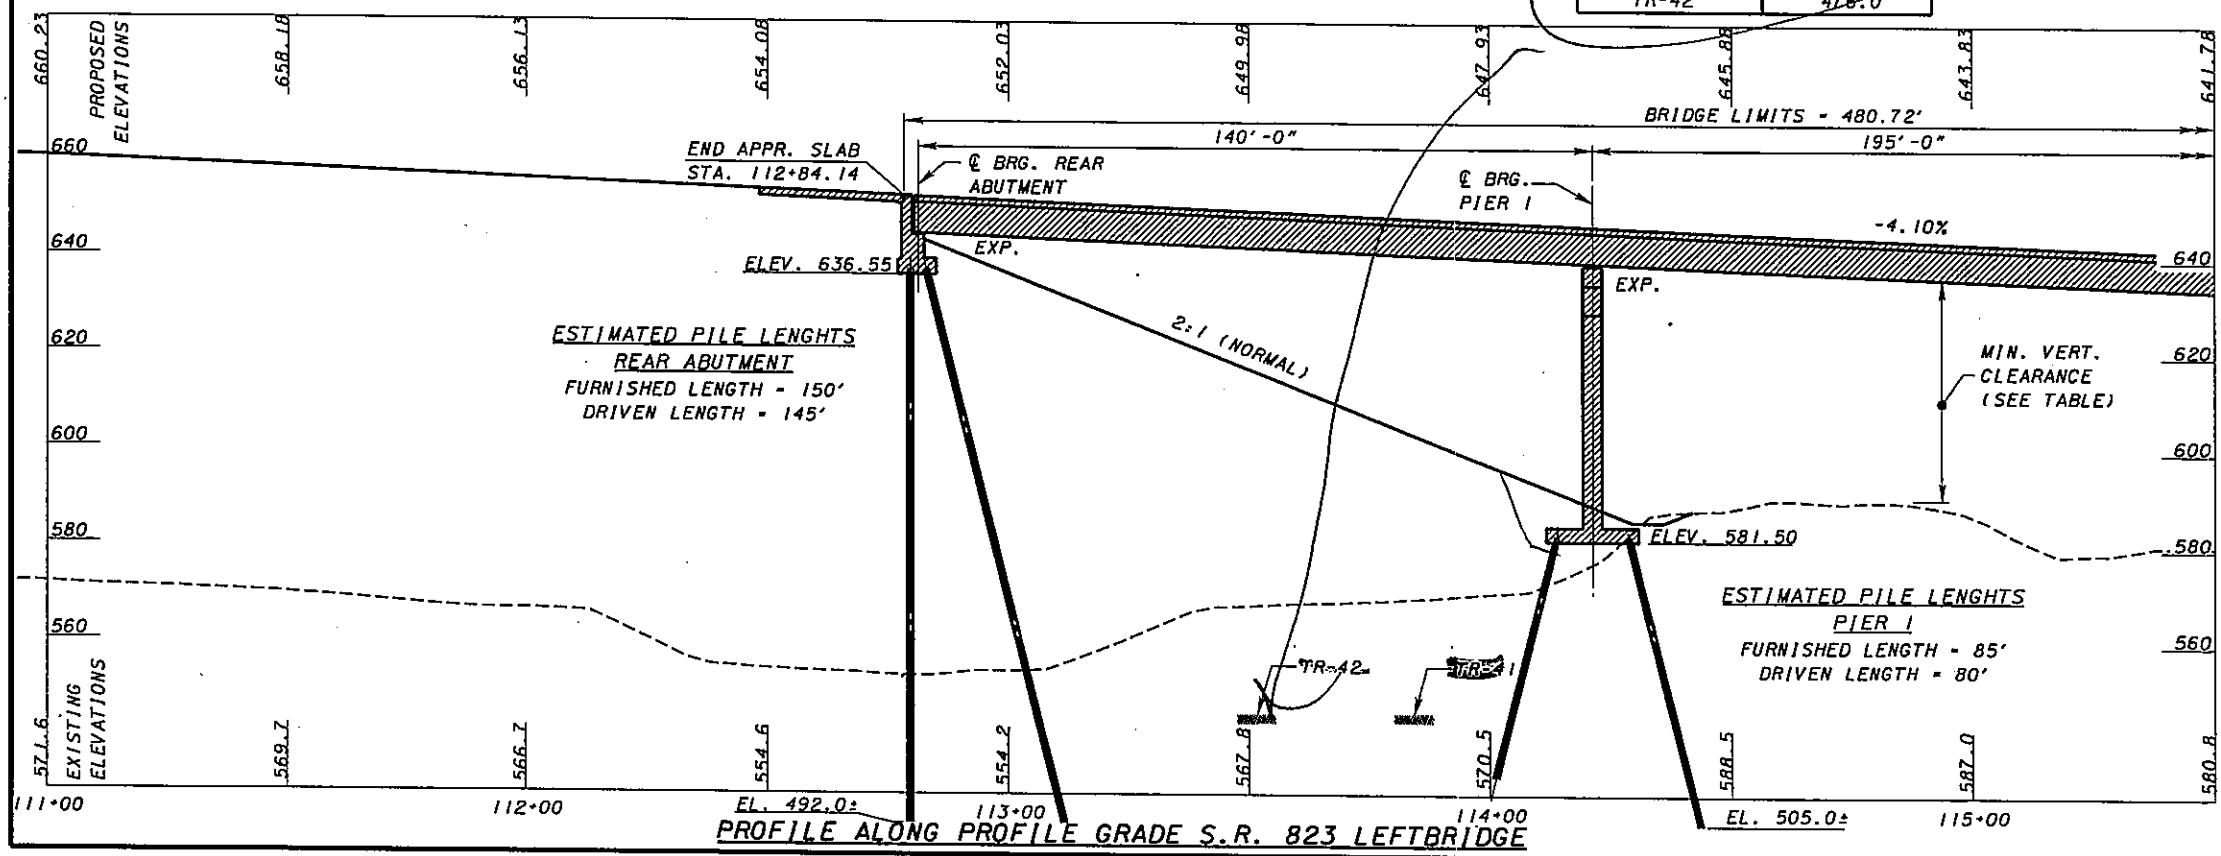 TR-42 478.0
660.23
658.18
656.13
654.08
652.03
649.98
647.93
645.88
643.83
641.78
PROPOSED
ELEVATIONS
BRIDGE LIMITS = 480.72'
140'-0"
195'-0"
END APPR. SLAB
STA. 112+84.14
℄ BRG. REAR
ABUTMENT
℄ BRG.
PIER 1
-4.10%
660
640
620
600
580
560
640
620
600
580
560
EXP.
EXP.
ELEV. 636.55
2:1 (NORMAL)
ESTIMATED PILE LENGHTS
REAR ABUTMENT
FURNISHED LENGTH = 150'
DRIVEN LENGTH = 145'
MIN. VERT.
CLEARANCE
(SEE TABLE)
ELEV. 581.50
ESTIMATED PILE LENGHTS
PIER 1
FURNISHED LENGTH = 85'
DRIVEN LENGTH = 80'
TR-42
TR-41
EXISTING
ELEVATIONS
571.6
569.7
566.7
554.6
554.2
567.8
570.5
588.5
587.0
580.8
111+00
112+00
EL. 492.0±
113+00
114+00
EL. 505.0±
115+00
PROFILE ALONG PROFILE GRADE S.R. 823 LEFTBRIDGE